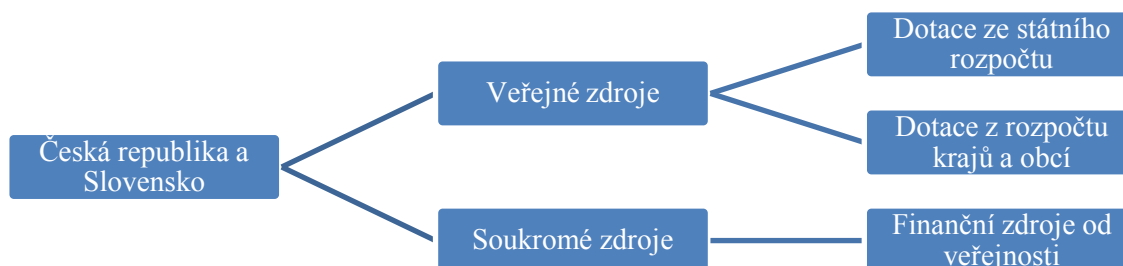 Česká republika a
Slovensko
Veřejné zdroje
Dotace ze státního
rozpočtu
Dotace z rozpočtu
krajů a obcí
Soukromé zdroje
Finanční zdroje od
veřejnosti